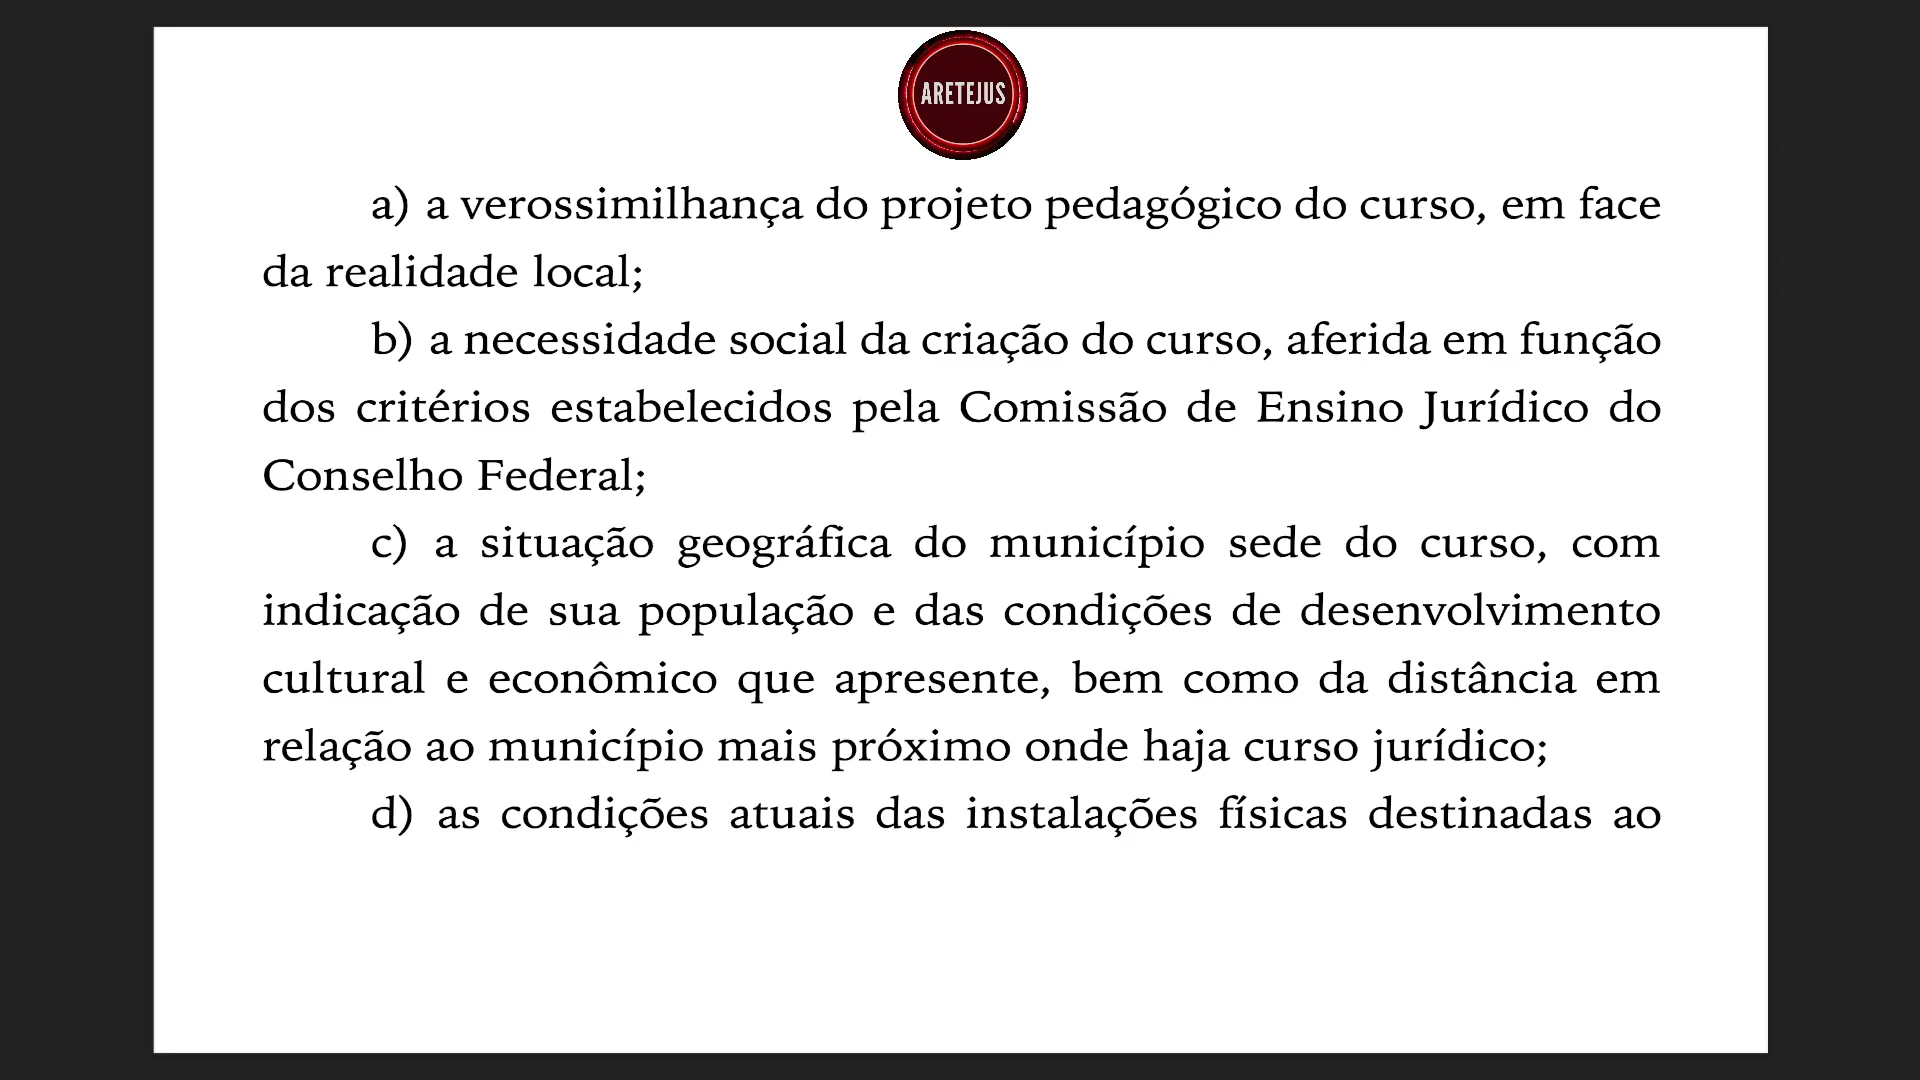 ARETEJUS
a) a verossimilhança do projeto pedagógico do curso, em face
da realidade local;
b) a necessidade social da criação do curso, aferida em função
dos critérios estabelecidos pela Comissão de Ensino Jurídico do
Conselho Federal;
c) a situação geográfica do município sede do curso, com
indicação de sua população e das condições de desenvolvimento
cultural e econômico que apresente, bem como da distância em
relação ao município mais próximo onde haja curso jurídico;
d) as condições atuais das instalações físicas destinadas ao